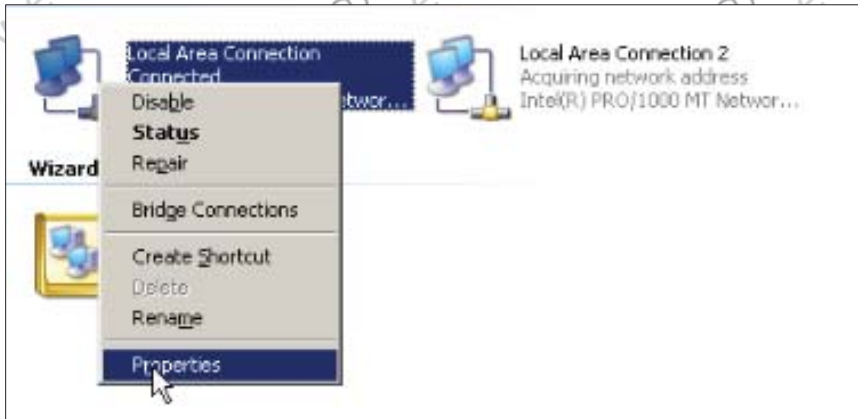 Local Area Connection
Connected
etwor...
Local Area Connection 2
Acquiring network address
Intel(R) PRO/1000 MT Networ...
Disable
Status
Repair
Wizard
Bridge Connections
Create Shortcut
Delete
Rename
Properties